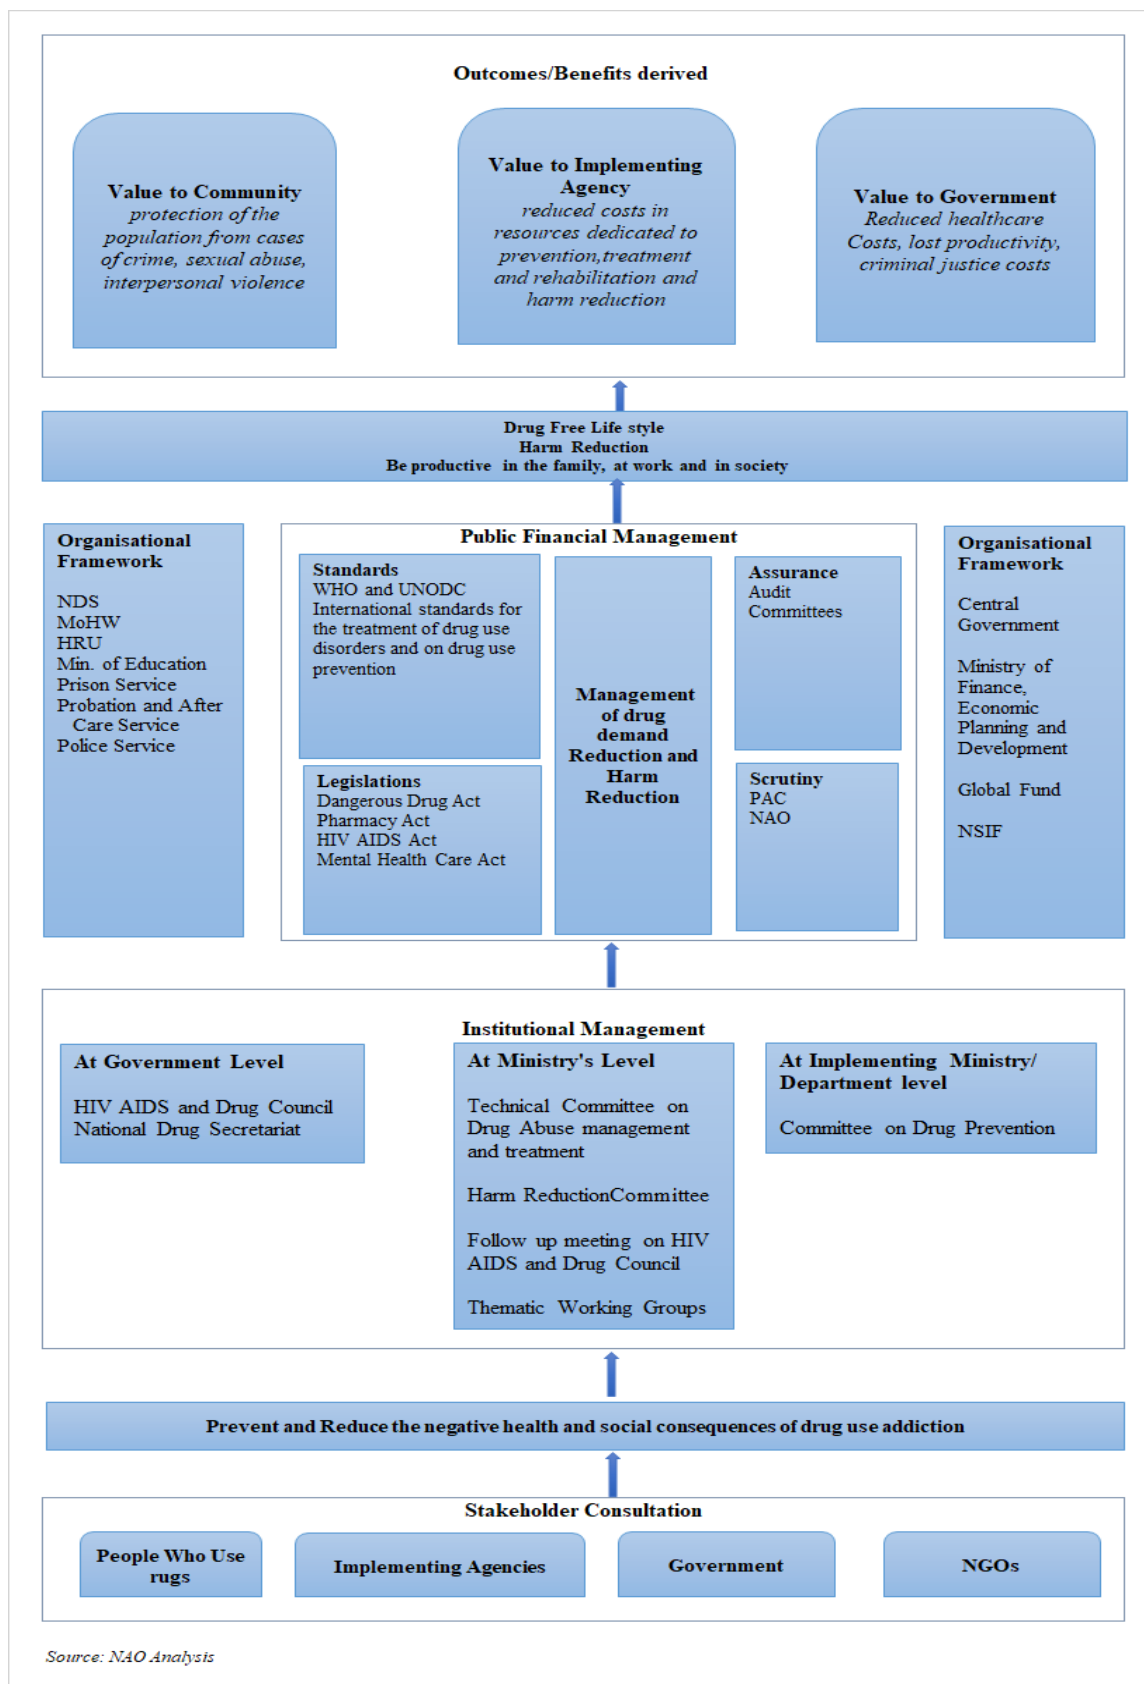 Outcomes/Benefits derived
Value to Community
protection of the
population from cases
of crime, sexual abuse,
interpersonal violence
Value to Implementing
Agency
reduced costs in
resources dedicated to
prevention,treatment
and rehabilitation and
harm reduction
Value to Government
Reduced healthcare
Costs, lost productivity,
criminal justice costs
Drug Free Life style
Harm Reduction
Be productive in the family, at work and in society
Organisational
Framework
NDS
MoHW
HRU
Min. of Education
Prison Service
Probation and After
Care Service
Police Service
Public Financial Management
Standards
WHO and UNODC
International standards for
the treatment of drug use
disorders and on drug use
prevention
Legislations
Dangerous Drug Act
Pharmacy Act
HIV AIDS Act
Mental Health Care Act
Management
of drug
demand
Reduction and
Harm
Reduction
Assurance
Audit
Committees
Scrutiny
PAC
NAO
Organisational
Framework
Central
Government
Ministry of
Finance,
Economic
Planning and
Development
Global Fund
NSIF
Institutional Management
At Government Level
HIV AIDS and Drug Council
National Drug Secretariat
At Ministry's Level
Technical Committee on
Drug Abuse management
and treatment
Harm ReductionCommittee
Follow up meeting on HIV
AIDS and Drug Council
Thematic Working Groups
At Implementing Ministry/
Department level
Committee on Drug Prevention
Prevent and Reduce the negative health and social consequences of drug use addiction
Stakeholder Consultation
People Who Use
rugs
Implementing Agencies
Government
NGOs
Source: NAO Analysis